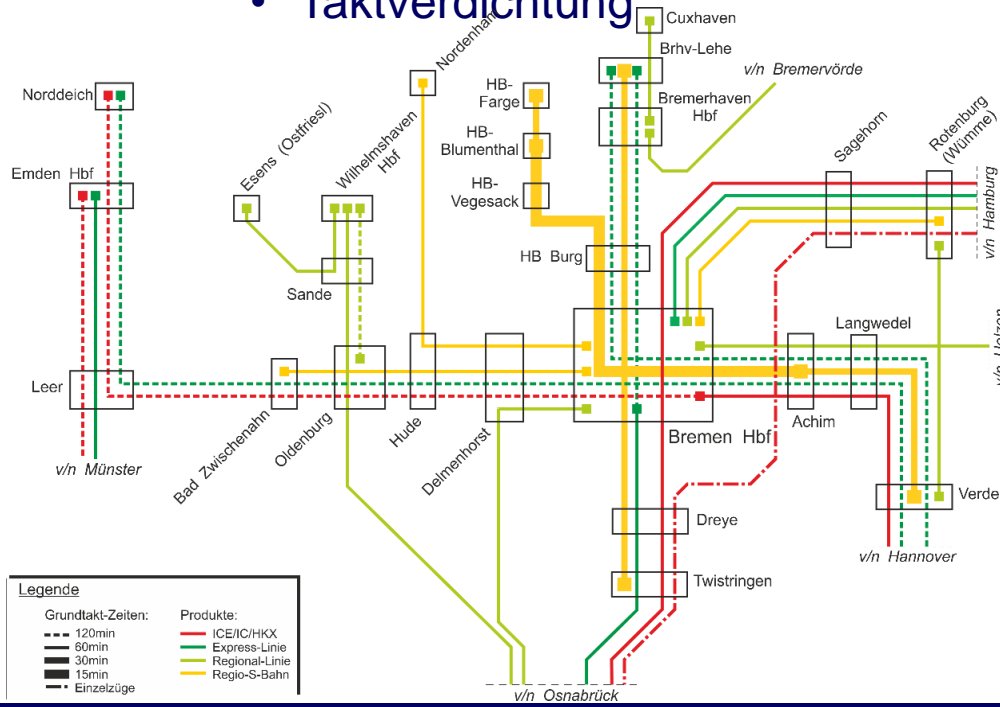 • Taktverdichtung
Cuxhaven
Nordenham
Brhv-Lehe
v/n Bremervörde
Norddeich
HB-
Farge
Bremerhaven
Hbf
Sagehorn
Rotenburg
(Wümme)
Esens (Ostfriesl)
Wilhelmshaven
Hbf
HB-
Blumenthal
Emden Hbf
HB-
Vegesack
v/n Hamburg
HB Burg
Sande
Langwedel
v/n Uelzen
Leer
Bad Zwischenahn
Oldenburg
Hude
Delmenhorst
Bremen Hbf
Achim
v/n Münster
Verde
Dreye
v/n Hannover
Twistringen
Legende
Grundtakt-Zeiten:
120min
60min
30min
15min
Einzelzüge
Produkte:
ICE/IC/HKX
Express-Linie
Regional-Linie
Regio-S-Bahn
v/n Osnabrück